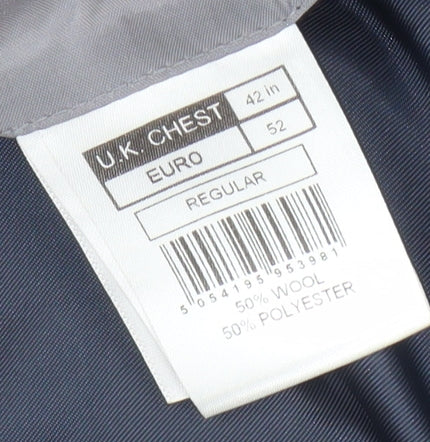 U.K. CHEST 42 in
EURO 52
REGULAR
5 054195 953981
50% WOOL
50% POLYESTER